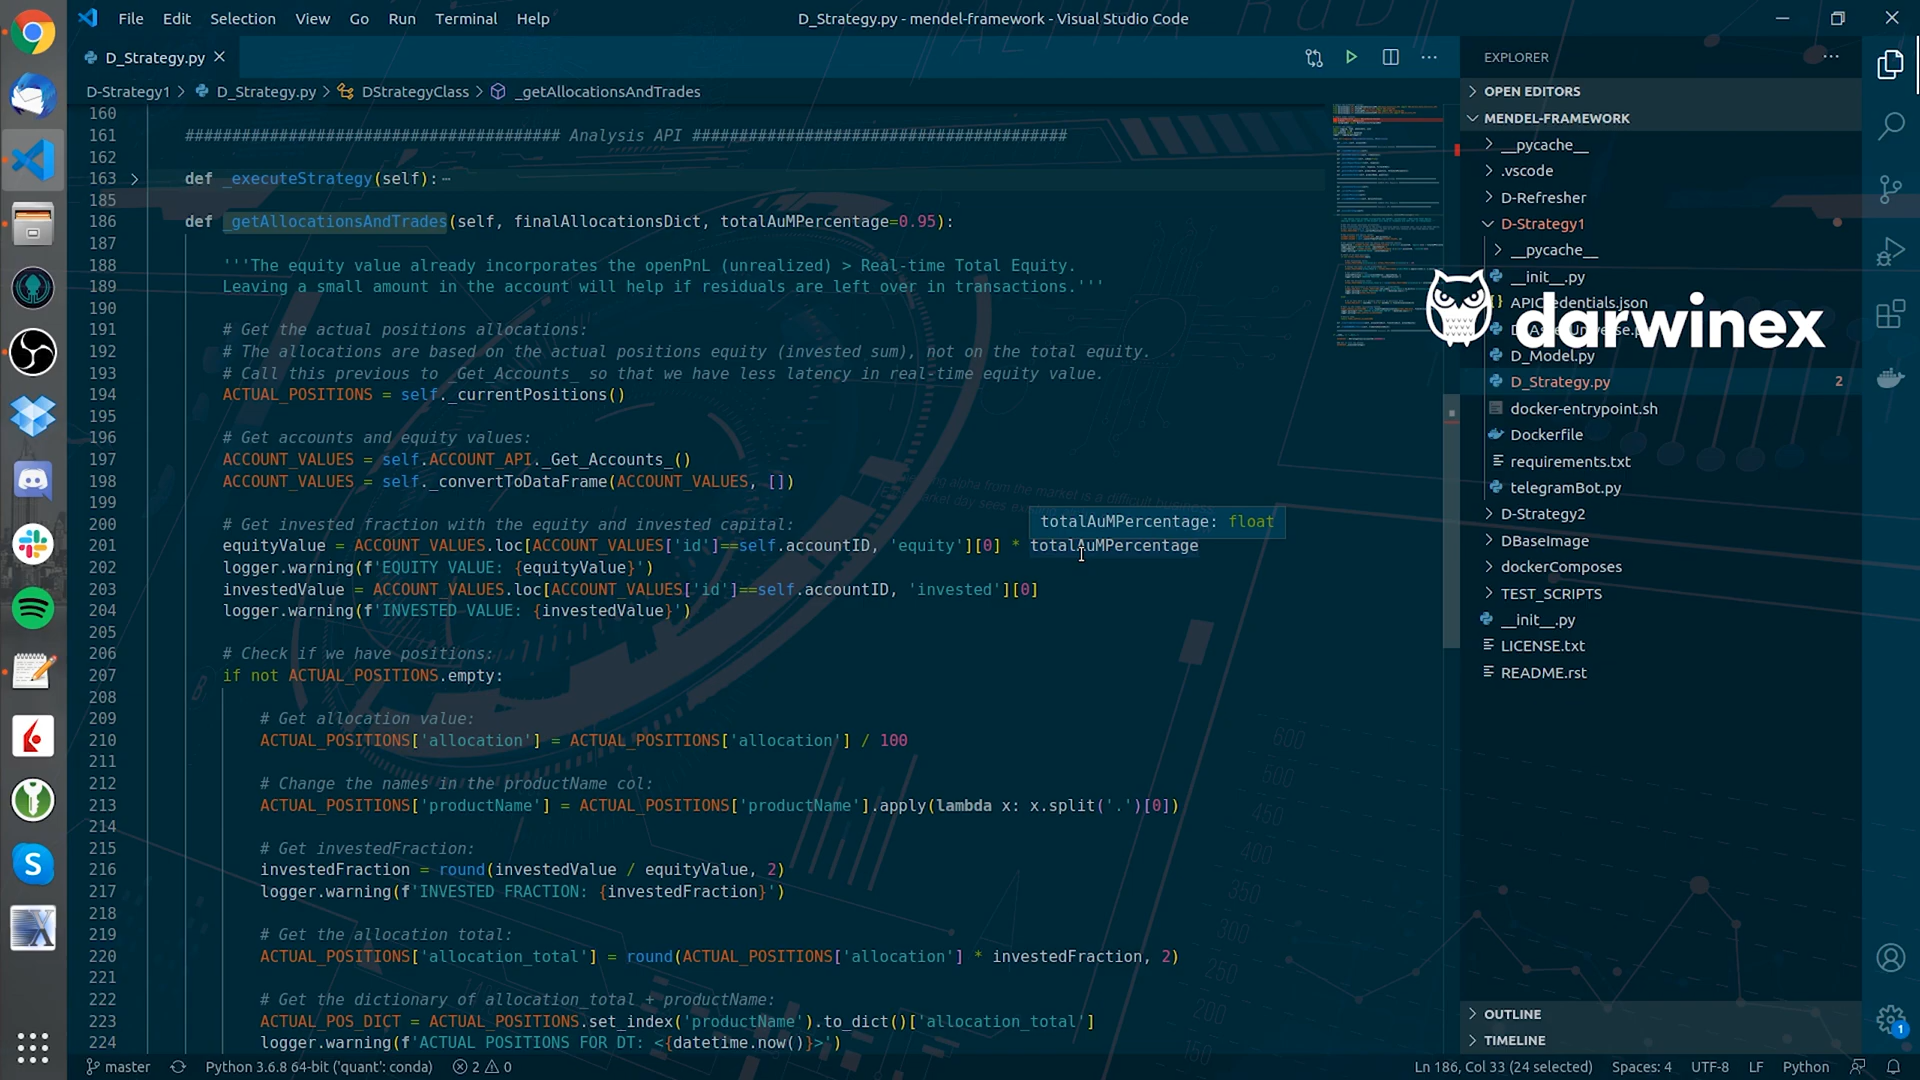 File Edit Selection View Go Run Terminal Help
D_Strategy.py - mendel-framework - Visual Studio Code
D_Strategy.py
D-Strategy1 > D_Strategy.py > DStrategyClass > _getAllocationsAndTrades
160
161 ######################################## Analysis API ########################################
162
163 def _executeStrategy(self):
185
186 def _getAllocationsAndTrades(self, finalAllocationsDict, totalAuMPercentage=0.95):
187
188 '''The equity value already incorporates the openPnL (unrealized) > Real-time Total Equity.
189 Leaving a small amount in the account will help if residuals are left over in transactions.'''
190
191 # Get the actual positions allocations:
192 # The allocations are based on the actual positions equity (invested sum), not on the total equity.
193 # Call this previous to _Get_Accounts_ so that we have less latency in real-time equity value.
194 ACTUAL_POSITIONS = self._currentPositions()
195
196 # Get accounts and equity values:
197 ACCOUNT_VALUES = self.ACCOUNT_API._Get_Accounts_()
198 ACCOUNT_VALUES = self._convertToDataFrame(ACCOUNT_VALUES, [])
199
200 # Get invested fraction with the equity and invested capital:
totalAuMPercentage: float
201 equityValue = ACCOUNT_VALUES.loc[ACCOUNT_VALUES['id']==self.accountID, 'equity'][0] * totalAuMPercentage
202 logger.warning(f'EQUITY VALUE: {equityValue}')
203 investedValue = ACCOUNT_VALUES.loc[ACCOUNT_VALUES['id']==self.accountID, 'invested'][0]
204 logger.warning(f'INVESTED VALUE: {investedValue}')
205
206 # Check if we have positions:
207 if not ACTUAL_POSITIONS.empty:
208
209 # Get allocation value:
210 ACTUAL_POSITIONS['allocation'] = ACTUAL_POSITIONS['allocation'] / 100
211
212 # Change the names in the productName col:
213 ACTUAL_POSITIONS['productName'] = ACTUAL_POSITIONS['productName'].apply(lambda x: x.split('.')[0])
214
215 # Get investedFraction:
216 investedFraction = round(investedValue / equityValue, 2)
217 logger.warning(f'INVESTED FRACTION: {investedFraction}')
218
219 # Get the allocation total:
220 ACTUAL_POSITIONS['allocation_total'] = round(ACTUAL_POSITIONS['allocation'] * investedFraction, 2)
221
222 # Get the dictionary of allocation_total + productName:
223 ACTUAL_POS_DICT = ACTUAL_POSITIONS.set_index('productName').to_dict()['allocation_total']
224 logger.warning(f'ACTUAL POSITIONS FOR DT: <{datetime.now()}>')
600
500
450
400
350
300
250
200
150
EXPLORER
OPEN EDITORS
MENDEL-FRAMEWORK
__pycache__
.vscode
D-Refresher
D-Strategy1
__pycache__
__init__.py
darwinex
D_Model.py
D_Strategy.py 2
docker-entrypoint.sh
Dockerfile
requirements.txt
telegramBot.py
D-Strategy2
DBaseImage
dockerComposes
TEST_SCRIPTS
__init__.py
LICENSE.txt
README.rst
OUTLINE
TIMELINE
1
master
Python 3.6.8 64-bit ('quant': conda)
2 0
Ln 186, Col 33 (24 selected)
Spaces: 4
UTF-8
LF
Python